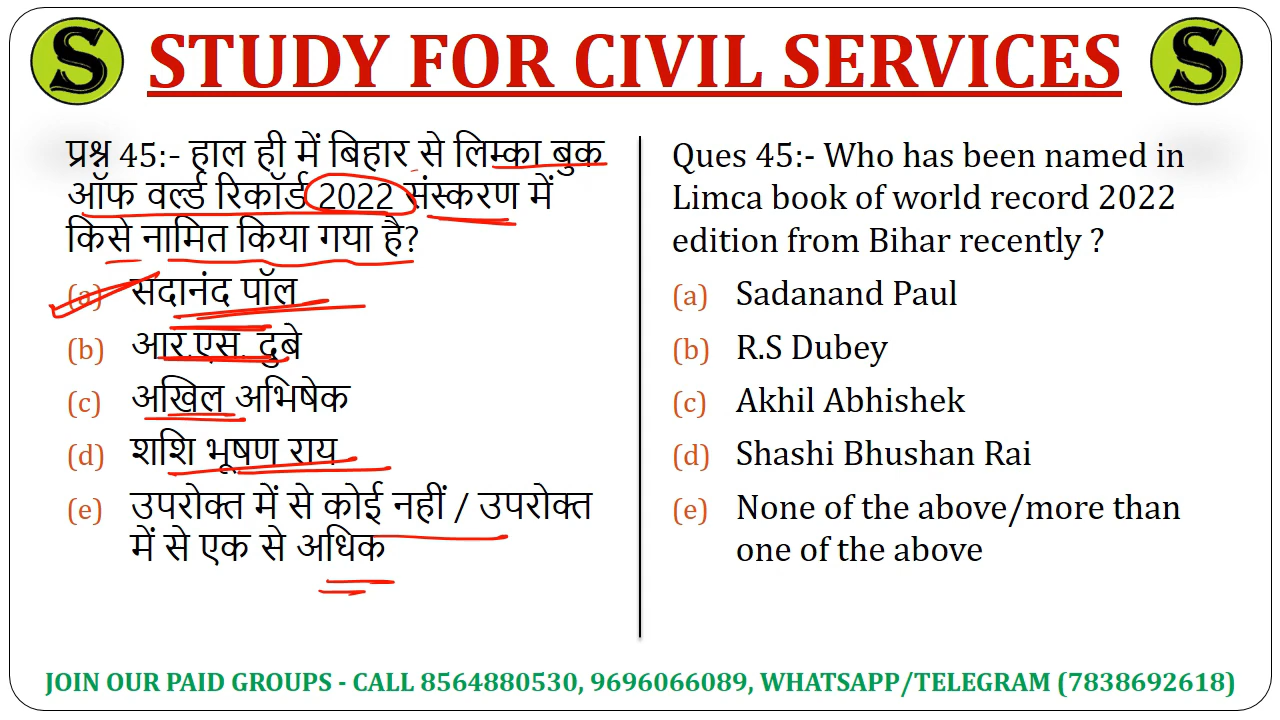 S STUDY FOR CIVIL SERVICES S
प्रश्न 45:- हाल ही में बिहार से लिम्का बुक
ऑफ वर्ल्ड रिकॉर्ड 2022 संस्करण में
किसे नामित किया गया है?
(a) सदानंद पॉल
(b) आर.एस. दुबे
(c) अखिल अभिषेक
(d) शशि भूषण राय
(e) उपरोक्त में से कोई नहीं / उपरोक्त
में से एक से अधिक
Ques 45:- Who has been named in
Limca book of world record 2022
edition from Bihar recently ?
(a) Sadanand Paul
(b) R.S Dubey
(c) Akhil Abhishek
(d) Shashi Bhushan Rai
(e) None of the above/more than
one of the above
JOIN OUR PAID GROUPS - CALL 8564880530, 9696066089, WHATSAPP/TELEGRAM (7838692618)